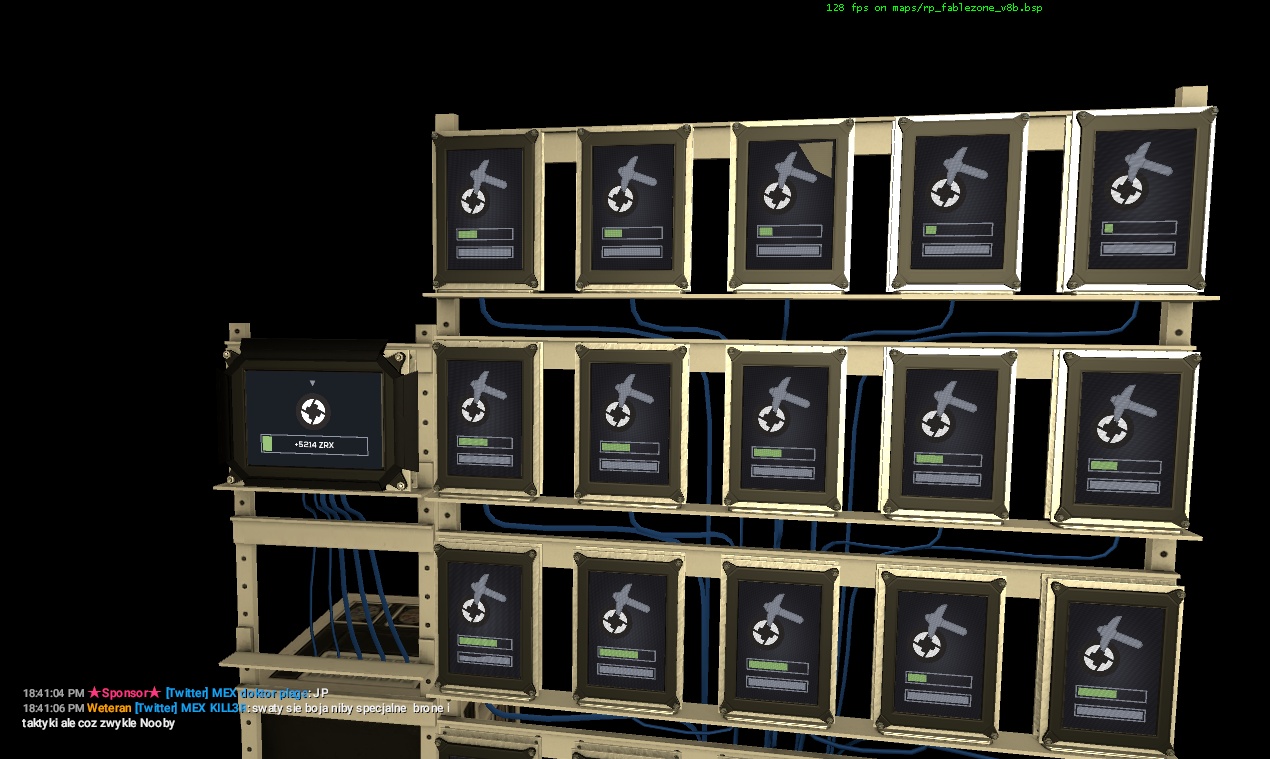 128 fps on maps/rp_fablezone_v8b.bsp
+5214 ZRX
18:41:04 PM ★Sponsor★ [Twitter] MEX doktor plage: JP
18:41:06 PM Weteran [Twitter] MEX KILL3R: swaty sie boja niby specjalne brone i
taktyki ale coz zwykle Nooby